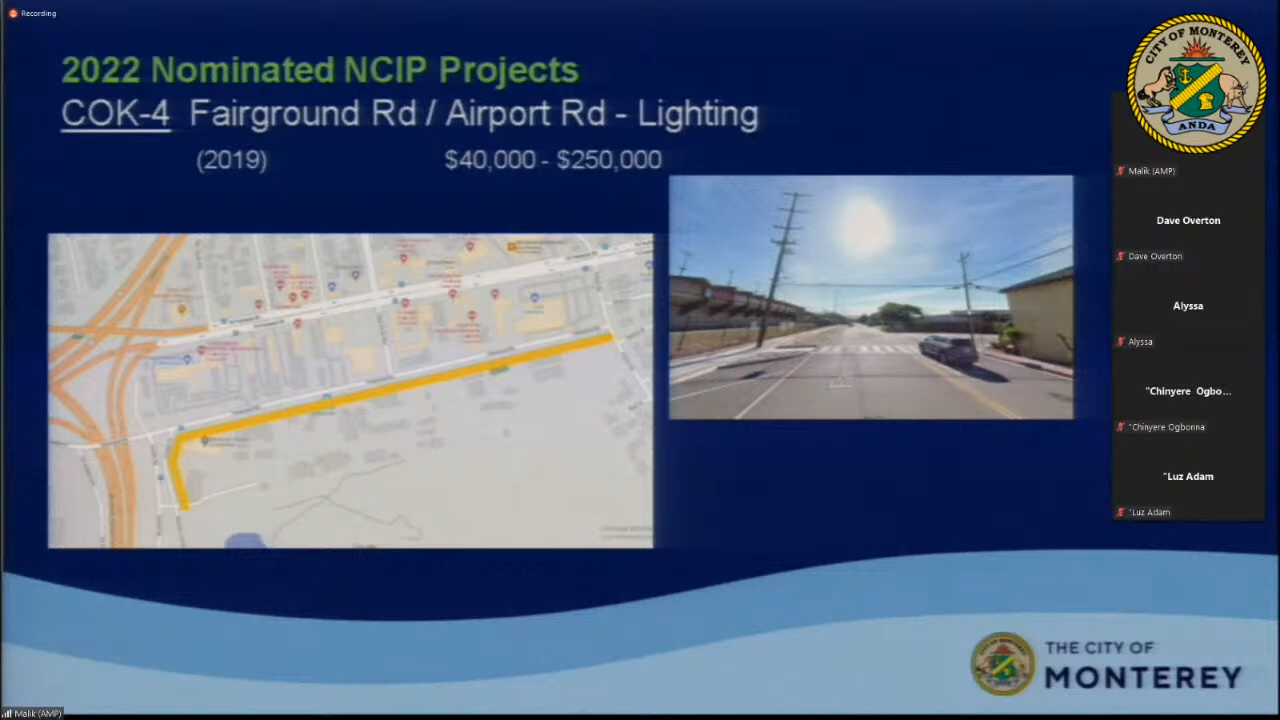 Recording
2022 Nominated NCIP Projects
COK-4 Fairground Rd / Airport Rd - Lighting
(2019) $40,000 - $250,000
CITY OF MONTEREY
ANDA
Malik (AMP)
Dave Overton
Dave Overton
Alyssa
Alyssa
"Chinyere Ogbo...
"Chinyere Ogbonna
"Luz Adam
"Luz Adam
THE CITY OF
MONTEREY
Malik (AMP)